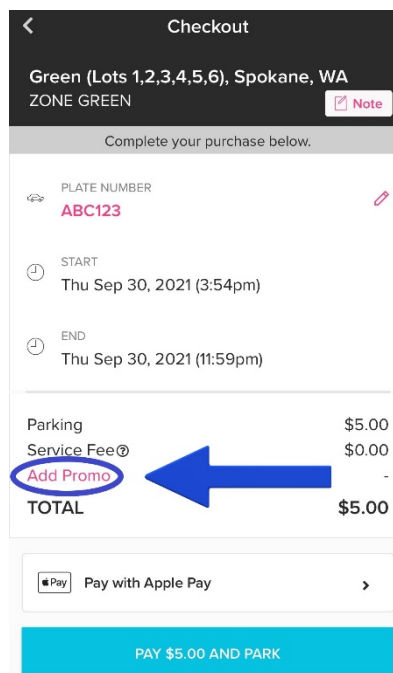 Checkout
Green (Lots 1,2,3,4,5,6), Spokane, WA
ZONE GREEN
Note
Complete your purchase below.
PLATE NUMBER
ABC123
START
Thu Sep 30, 2021 (3:54pm)
END
Thu Sep 30, 2021 (11:59pm)
Parking $5.00
Service Fee? $0.00
Add Promo -
TOTAL $5.00
Pay Pay with Apple Pay
PAY $5.00 AND PARK